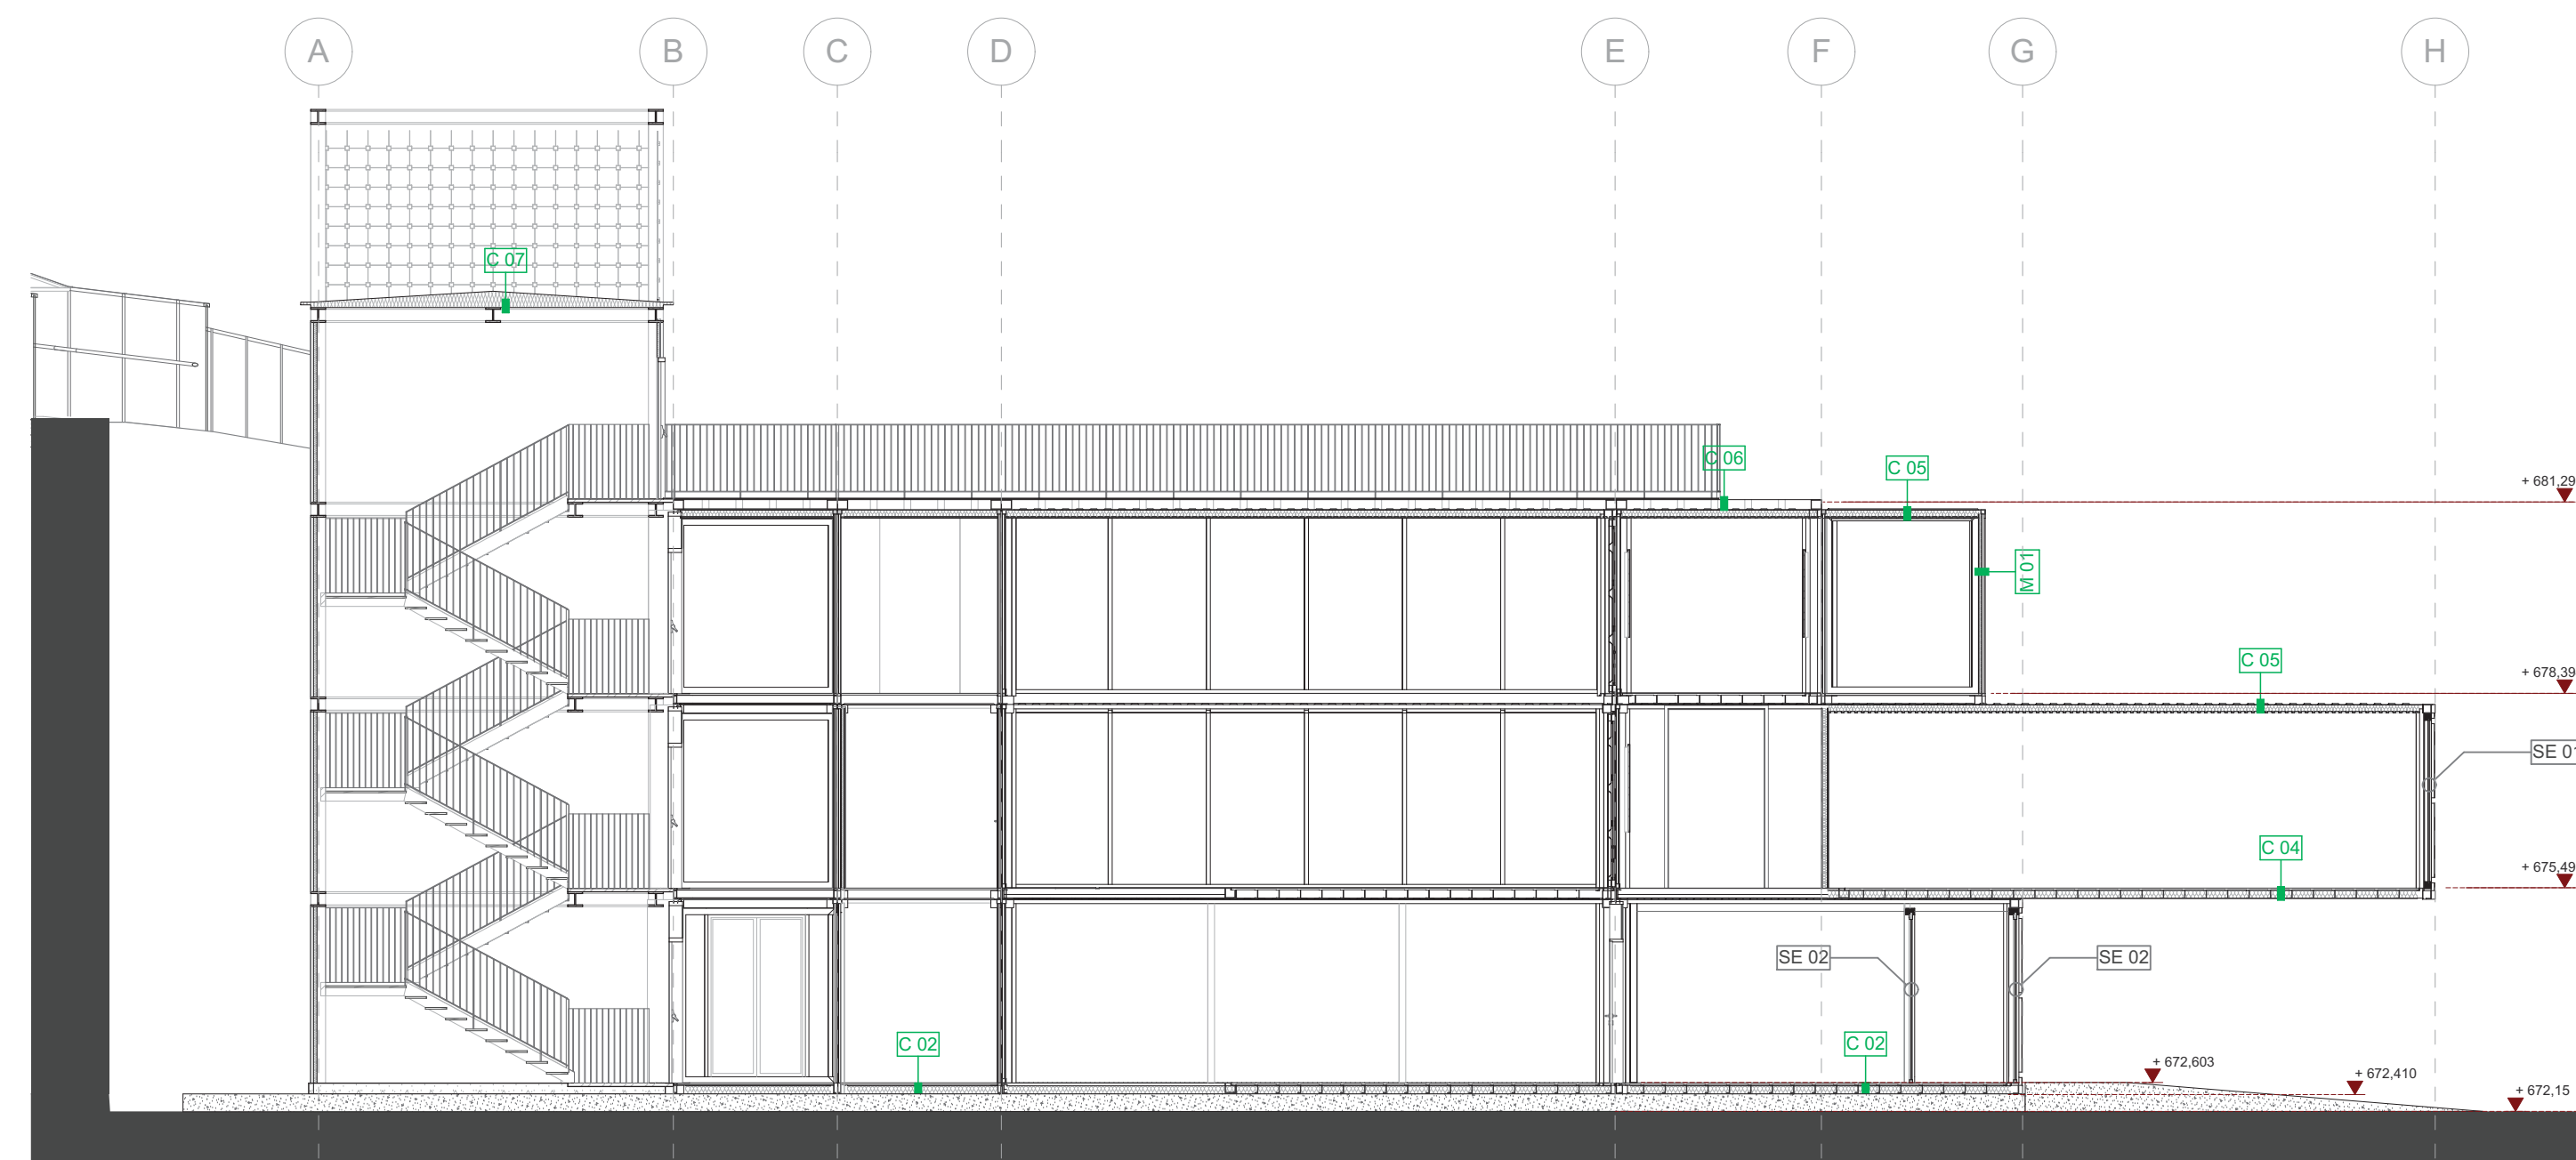 A B C D E F G H
C 07
C 06
C 05
+ 681,29
M 01
C 05
+ 678,39
SE 01
C 04
+ 675,49
SE 02
SE 02
C 02
C 02
+ 672,603
+ 672,410
+ 672,15